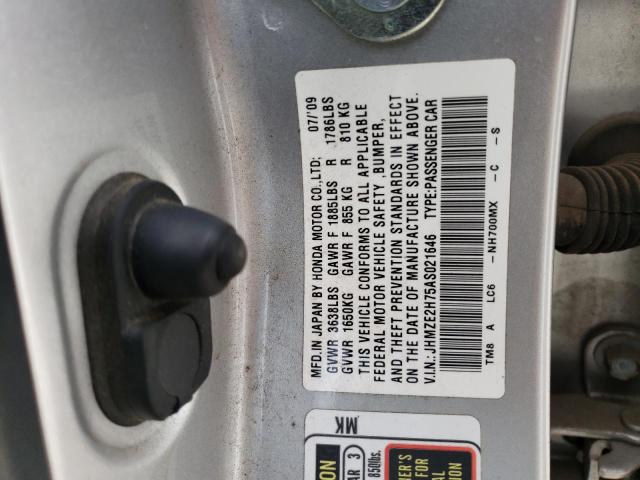 MFD.IN JAPAN BY HONDA MOTOR CO.,LTD: 07/'09
GVWR 3638LBS GAWR F 1885LBS R 1786LBS
GVWR 1650KG GAWR F 855 KG R 810 KG
THIS VEHICLE CONFORMS TO ALL APPLICABLE
FEDERAL MOTOR VEHICLE SAFETY ,BUMPER,
AND THEFT PREVENTION STANDARDS IN EFFECT
ON THE DATE OF MANUFACTURE SHOWN ABOVE.
V.I.N.:JHMZE2H75AS021646 TYPE:PASSENGER CAR
TM8 A LC6 -NH700MX -C -S
MK
850lbs.
FOR